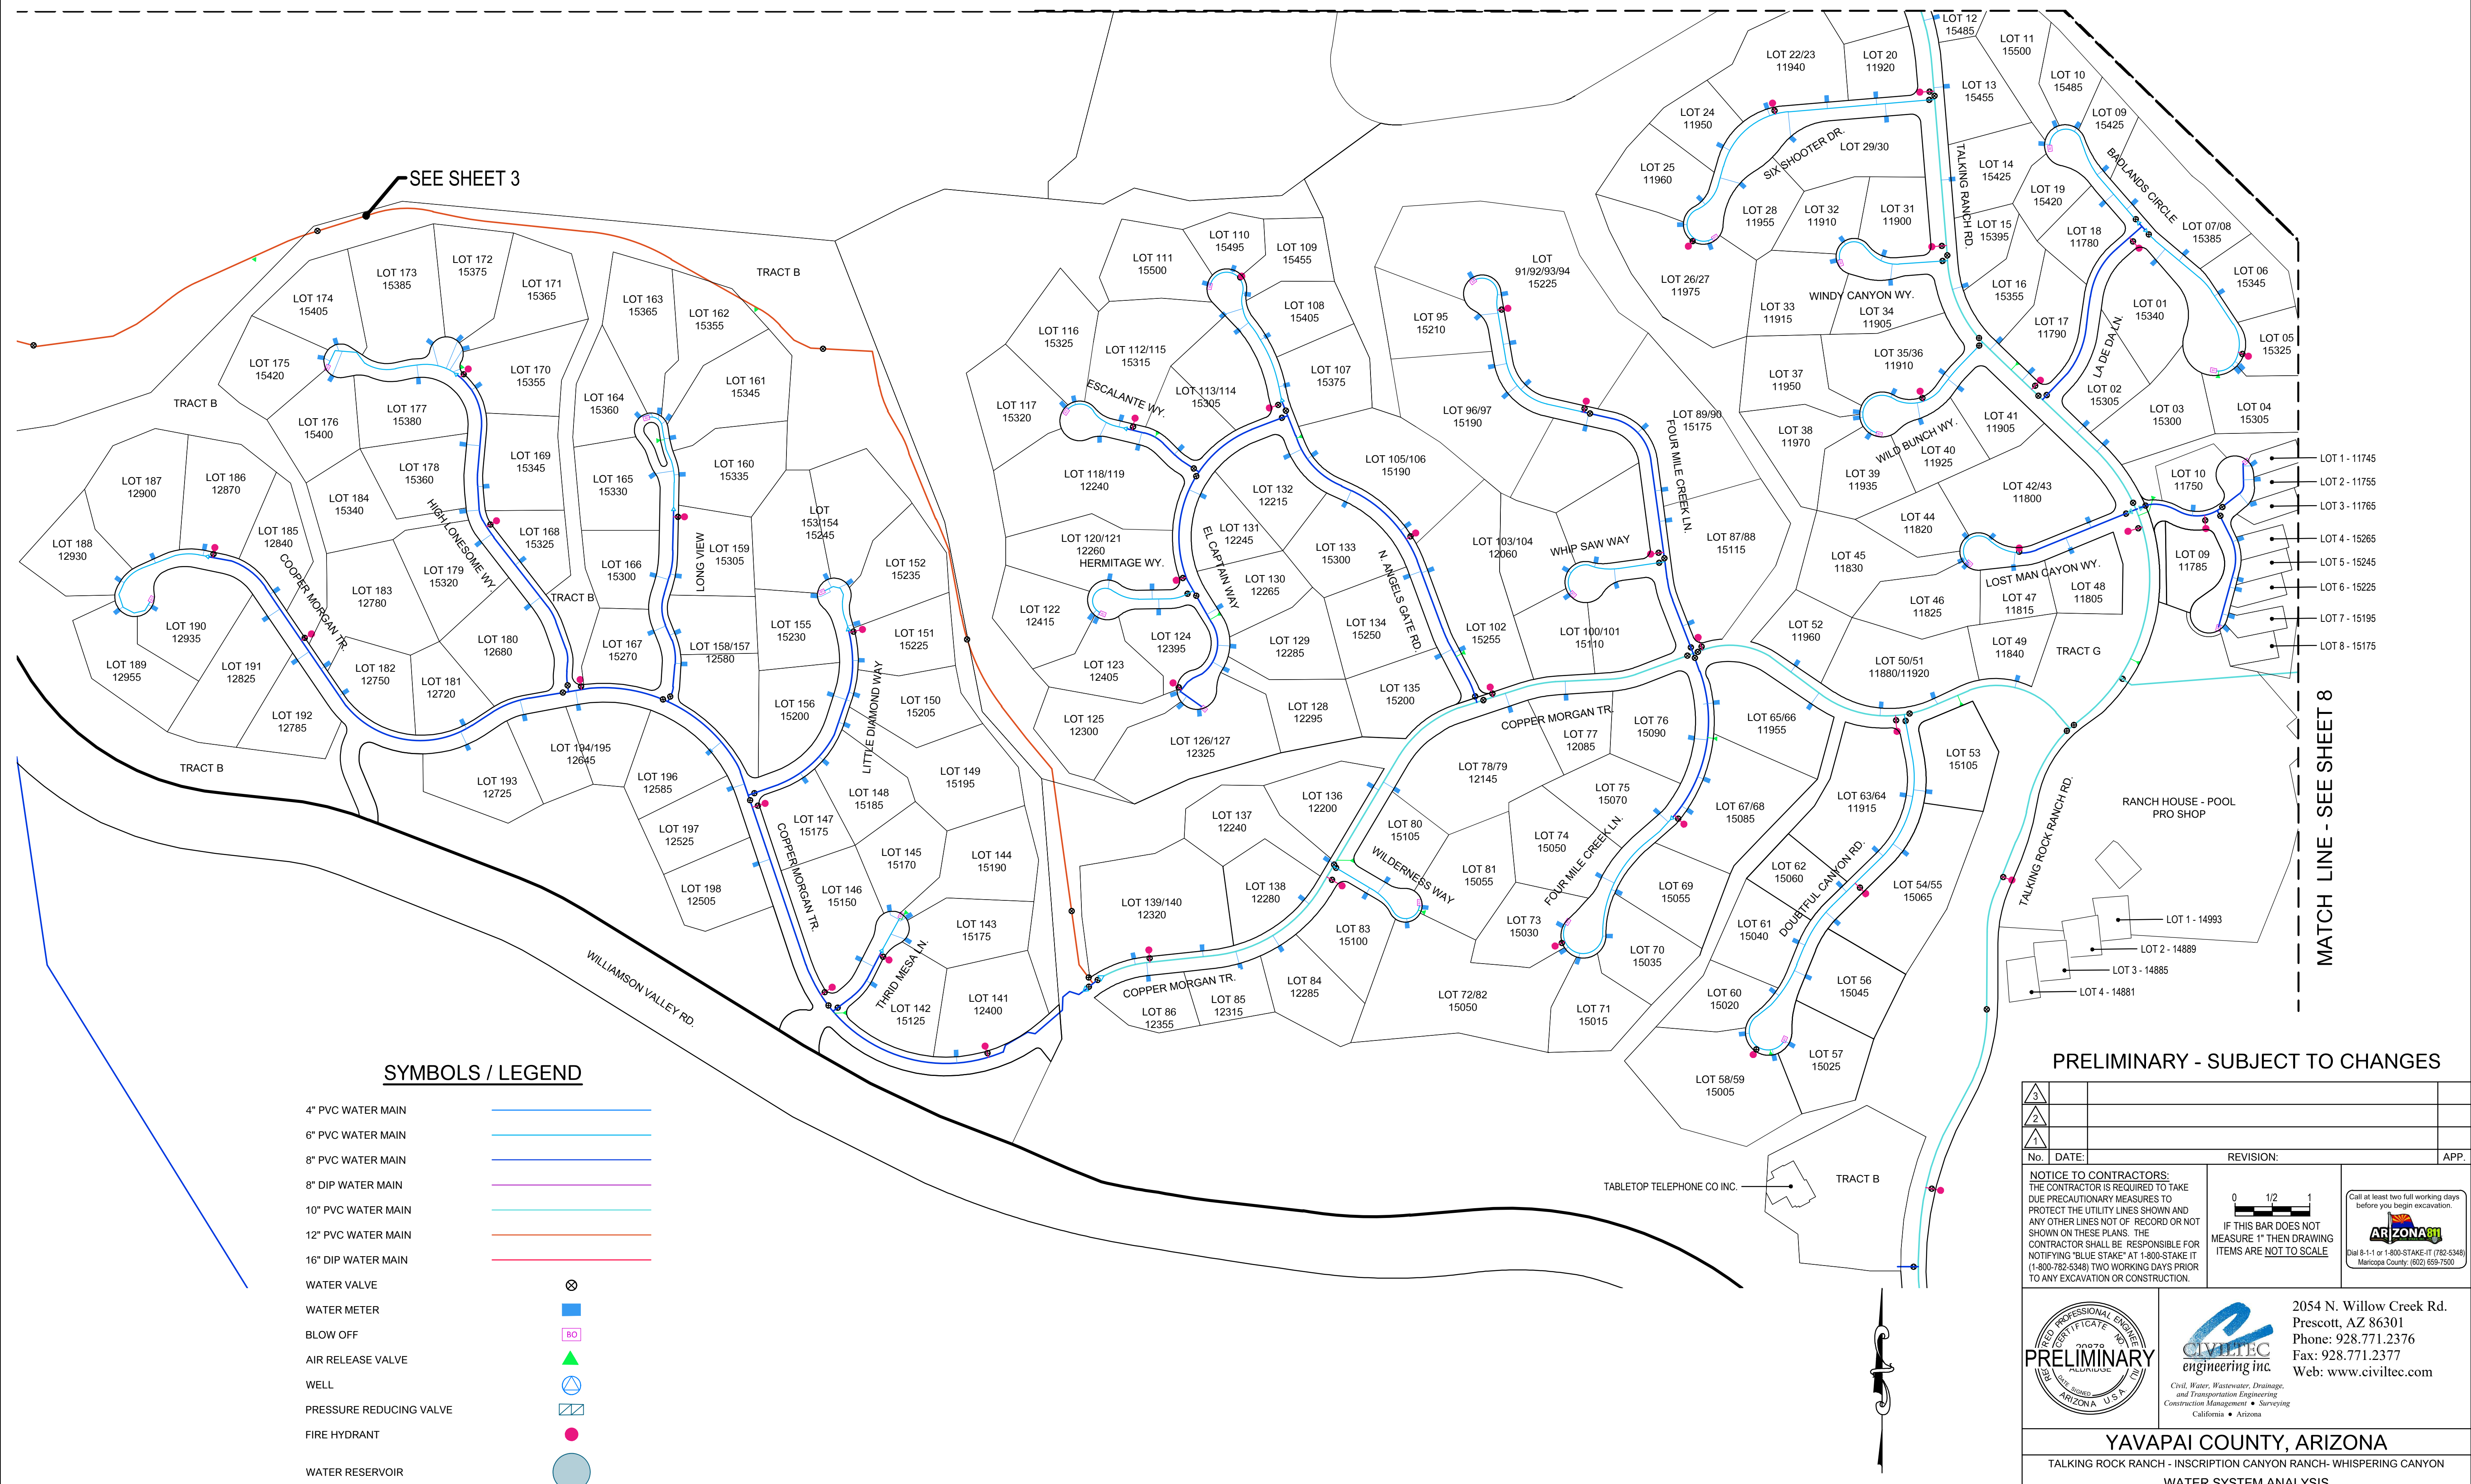 SEE SHEET 3
LOT 12
15485
LOT 11
15500
LOT 22/23
11940
LOT 20
11920
LOT 10
15485
LOT 13
15455
LOT 09
15425
LOT 24
11950
LOT 29/30
SIX SHOOTER DR.
TALKING RANCH RD.
BADLANDS CIRCLE
LOT 25
11960
LOT 14
15425
LOT 19
15420
LOT 28
11955
LOT 32
11910
LOT 31
11900
LOT 15
15395
LOT 18
11780
LOT 07/08
15385
LOT 26/27
11975
LOT 06
15345
LOT 16
15355
WINDY CANYON WY.
LOT 33
11915
LOT 34
11905
LOT 17
11790
LOT 01
15340
LOT 05
15325
LA DE DA LN.
LOT 35/36
11910
LOT 37
11950
LOT 02
15305
LOT 03
15300
LOT 04
15305
LOT 38
11970
LOT 41
11905
WILD BUNCH WY.
LOT 40
11925
LOT 39
11935
LOT 42/43
11800
LOT 10
11750
LOT 1 - 11745
LOT 2 - 11755
LOT 3 - 11765
LOT 4 - 15265
LOT 5 - 15245
LOT 6 - 15225
LOT 7 - 15195
LOT 8 - 15175
LOT 44
11820
LOT 45
11830
LOT 09
11785
LOST MAN CAYON WY.
LOT 46
11825
LOT 47
11815
LOT 48
11805
LOT 52
11960
LOT 49
11840
TRACT G
LOT 50/51
11880/11920
LOT 172
15375
LOT 173
15385
LOT 171
15365
LOT 174
15405
TRACT B
LOT 163
15365
LOT 162
15355
LOT 175
15420
LOT 170
15355
LOT 161
15345
LOT 164
15360
TRACT B
LOT 176
15400
LOT 177
15380
LOT 169
15345
LOT 160
15335
LOT 165
15330
LOT 178
15360
LOT 187
12900
LOT 186
12870
LOT 184
15340
HIGH LONESOME WY.
LOT 185
12840
LOT 188
12930
COOPER MORGAN TR.
LOT 168
15325
LOT 159
15305
LONG VIEW
LOT
153/154
15245
LOT 152
15235
LOT 179
15320
LOT 166
15300
LOT 183
12780
TRACT B
LOT 190
12935
LOT 180
12680
LOT 167
15270
LOT 158/157
12580
LOT 155
15230
LOT 151
15225
LOT 189
12955
LOT 191
12825
LOT 182
12750
LOT 181
12720
LITTLE DIAMOND WAY
LOT 156
15200
LOT 150
15205
LOT 192
12785
LOT 194/195
12645
TRACT B
LOT 193
12725
LOT 196
12585
LOT 149
15195
LOT 148
15185
LOT 147
15175
LOT 197
12525
COPPER MORGAN TR.
LOT 145
15170
LOT 144
15190
LOT 198
12505
LOT 146
15150
LOT 143
15175
THRID MESA LN.
LOT 142
15125
LOT 141
12400
WILLIAMSON VALLEY RD.
LOT 110
15495
LOT 109
15455
LOT 111
15500
LOT 108
15405
LOT 116
15325
LOT 112/115
15315
ESCALANTE WY.
LOT 113/114
15305
LOT 107
15375
LOT 117
15320
LOT 118/119
12240
LOT 132
12215
LOT 105/106
15190
LOT 131
12245
EL CAPTAIN WAY
LOT 120/121
12260
HERMITAGE WY.
LOT 133
15300
LOT 130
12265
N. ANGELS GATE RD.
LOT 122
12415
LOT 124
12395
LOT 129
12285
LOT 134
15250
LOT 123
12405
LOT 135
15200
LOT 128
12295
LOT 125
12300
LOT 126/127
12325
LOT
91/92/93/94
15225
LOT 95
15210
LOT 96/97
15190
LOT 89/90
15175
FOUR MILE CREEK LN.
LOT 103/104
12060
WHIP SAW WAY
LOT 87/88
15115
LOT 102
15255
LOT 100/101
15110
COPPER MORGAN TR.
LOT 77
12085
LOT 76
15090
LOT 65/66
11955
LOT 78/79
12145
LOT 75
15070
LOT 136
12200
LOT 137
12240
LOT 80
15105
LOT 74
15050
FOUR MILE CREEK LN.
LOT 67/68
15085
LOT 63/64
11915
LOT 53
15105
WILDERNESS WAY
LOT 81
15055
LOT 62
15060
DOUBTFUL CANYON RD.
LOT 138
12280
LOT 139/140
12320
LOT 69
15055
LOT 54/55
15065
LOT 73
15030
LOT 61
15040
LOT 83
15100
LOT 70
15035
COPPER MORGAN TR.
LOT 84
12285
LOT 85
12315
LOT 86
12355
LOT 72/82
15050
LOT 71
15015
LOT 60
15020
LOT 56
15045
LOT 57
15025
LOT 58/59
15005
TALKING ROCK RANCH RD.
RANCH HOUSE - POOL
PRO SHOP
LOT 1 - 14993
LOT 2 - 14889
LOT 3 - 14885
LOT 4 - 14881
MATCH LINE - SEE SHEET 8
TABLETOP TELEPHONE CO INC.
TRACT B
SYMBOLS / LEGEND
4" PVC WATER MAIN
6" PVC WATER MAIN
8" PVC WATER MAIN
8" DIP WATER MAIN
10" PVC WATER MAIN
12" PVC WATER MAIN
16" DIP WATER MAIN
WATER VALVE
WATER METER
BLOW OFF BO
AIR RELEASE VALVE
WELL
PRESSURE REDUCING VALVE
FIRE HYDRANT
WATER RESERVOIR
PRELIMINARY - SUBJECT TO CHANGES
3
2
1
No. DATE: REVISION: APP.
NOTICE TO CONTRACTORS:
THE CONTRACTOR IS REQUIRED TO TAKE
DUE PRECAUTIONARY MEASURES TO
PROTECT THE UTILITY LINES SHOWN AND
ANY OTHER LINES NOT OF RECORD OR NOT
SHOWN ON THESE PLANS. THE
CONTRACTOR SHALL BE RESPONSIBLE FOR
NOTIFYING "BLUE STAKE" AT 1-800-STAKE IT
(1-800-782-5348) TWO WORKING DAYS PRIOR
TO ANY EXCAVATION OR CONSTRUCTION.
0 1/2 1
IF THIS BAR DOES NOT
MEASURE 1" THEN DRAWING
ITEMS ARE NOT TO SCALE
Call at least two full working days
before you begin excavation.
ARIZONA811
Dial 8-1-1 or 1-800-STAKE-IT (782-5348)
Maricopa County: (602) 659-7500
PROFESSIONAL
CERTIFICATE NO.
20878
PRELIMINARY
ALDRIDGE
DATE SIGNED
ARIZONA U.S.A.
CIVILTEC
engineering inc.
Civil, Water, Wastewater, Drainage,
and Transportation Engineering
Construction Management ● Surveying
California ● Arizona
2054 N. Willow Creek Rd.
Prescott, AZ 86301
Phone: 928.771.2376
Fax: 928.771.2377
Web: www.civiltec.com
YAVAPAI COUNTY, ARIZONA
TALKING ROCK RANCH - INSCRIPTION CANYON RANCH- WHISPERING CANYON
WATER SYSTEM ANALYSIS